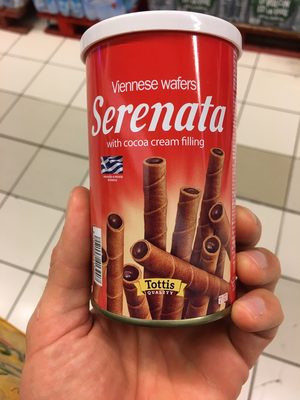 Viennese wafers
Serenata
with cocoa cream filling
Tottis
QUALITY